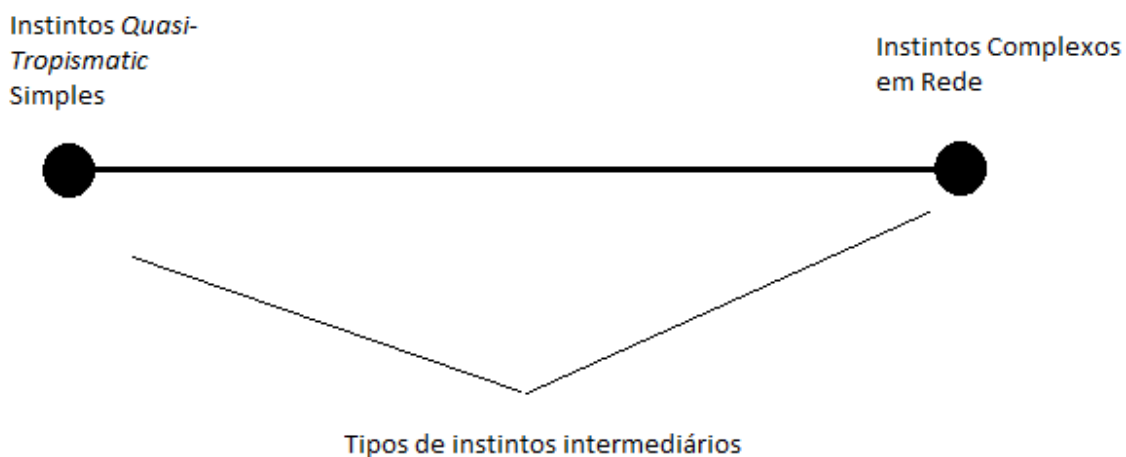 Instintos Quasi-
Tropismatic
Simples
Instintos Complexos
em Rede
Tipos de instintos intermediários